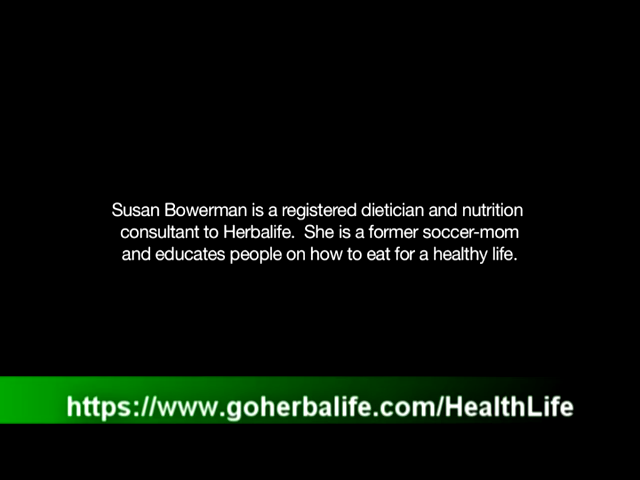 Susan Bowerman is a registered dietician and nutrition
consultant to Herbalife.  She is a former soccer-mom
and educates people on how to eat for a healthy life.
https://www.goherbalife.com/HealthLife